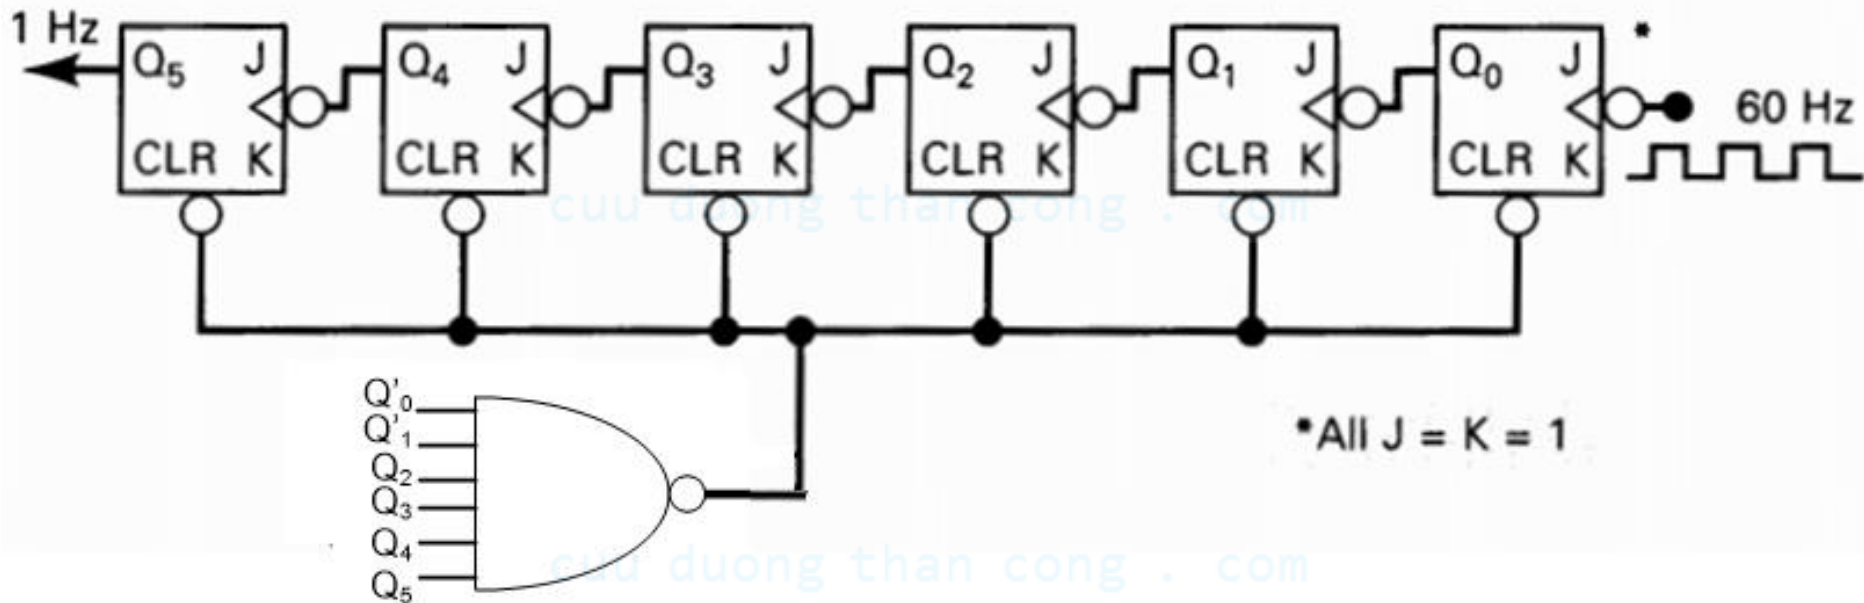 1 Hz
Q5 J
CLR K
Q4 J
CLR K
Q3 J
CLR K
Q2 J
CLR K
Q1 J
CLR K
Q0 J
CLR K
*
60 Hz
cuu duong than cong . com
Q'0
Q'1
Q2
Q3
Q4
Q5
*All J = K = 1
cuu duong than cong . com